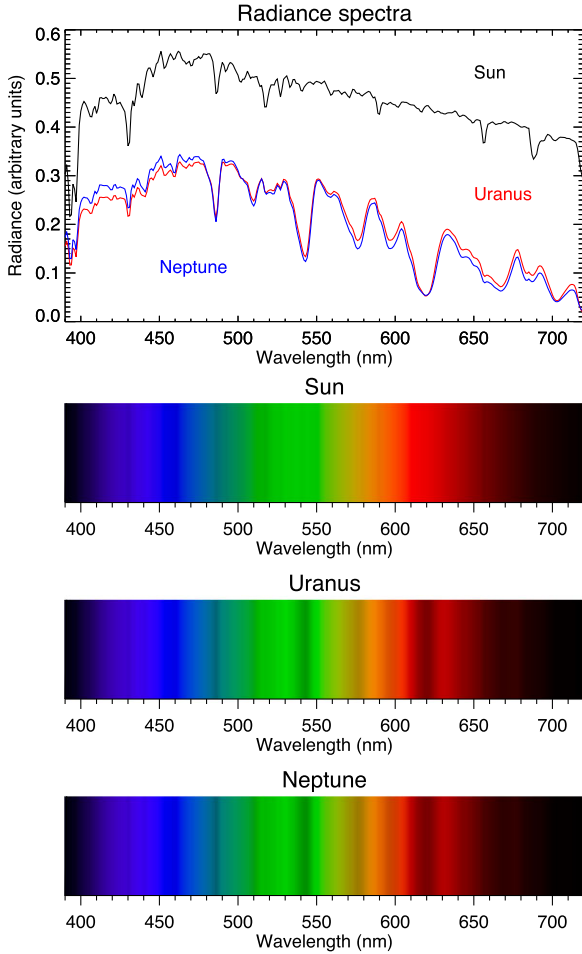 Radiance spectra
0.6
0.5
0.4
0.3
0.2
0.1
0.0
Radiance (arbitrary units)
Sun
Uranus
Neptune
400 450 500 550 600 650 700
Wavelength (nm)
Sun
400 450 500 550 600 650 700
Wavelength (nm)
Uranus
400 450 500 550 600 650 700
Wavelength (nm)
Neptune
400 450 500 550 600 650 700
Wavelength (nm)